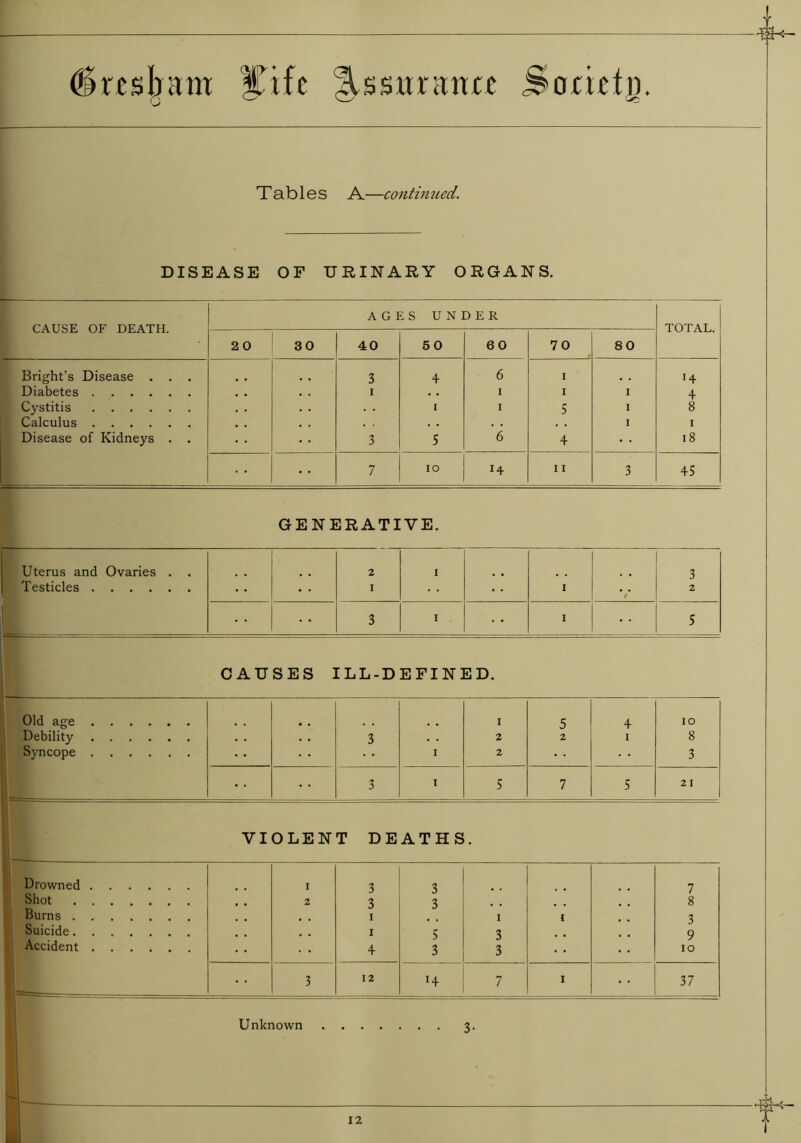 Gresham Life Assurance Society.
Tables A—continued.
DISEASE OF URINARY ORGANS.
CAUSE OF DEATH. AGES UNDER TOTAL.
20 30 40 50 60 70 80
Bright's Disease . . . . . . . 3 4 6 1 . . 14
Diabetes . . . . . . . . . . 1 . . 1 1 1 4
Cystitis . . . . . . . . . . . . 1 1 5 1 8
Calculus . . . . . . . . . . . . . . . . . . 1 1
Disease of Kidneys . . . . . . 3 5 6 4 . . 18
. . . . 7 10 14 11 3 45
GENERATIVE.
Uterus and Ovaries . . . . . . 2 1 . . . . . . 3
Testicles . . . . . . . . . . 1 . . . . 1 . . 2
. . . . 3 1 . . 1 . . 5
CAUSES ILL-DEFINED.
Old age . . . . . . . . . . . . . . 1 5 4 10
Debility . . . . . . . . . . 3 . . 2 2 1 8
Syncope . . . . . . . . . . . . 1 2 . . . . 3
. . . . 3 1 5 7 5 21
VIOLENT DEATHS.
Drowned . . . . . . . . 1 3 3 . . . . . . 7
Shot . . . . . . . . . 2 3 3 . . . . . . 8
Burns . . . . . . . . . . . 1 . . 1 1 . . 3
Suicide . . . . . . . . . . . 1 5 3 . . . . 9
Accident . . . . . . . . . . 4 3 3 . . . . 10
. . 3 12 14 7 1 . . 37
Unknown . . . . . . . 3.
12